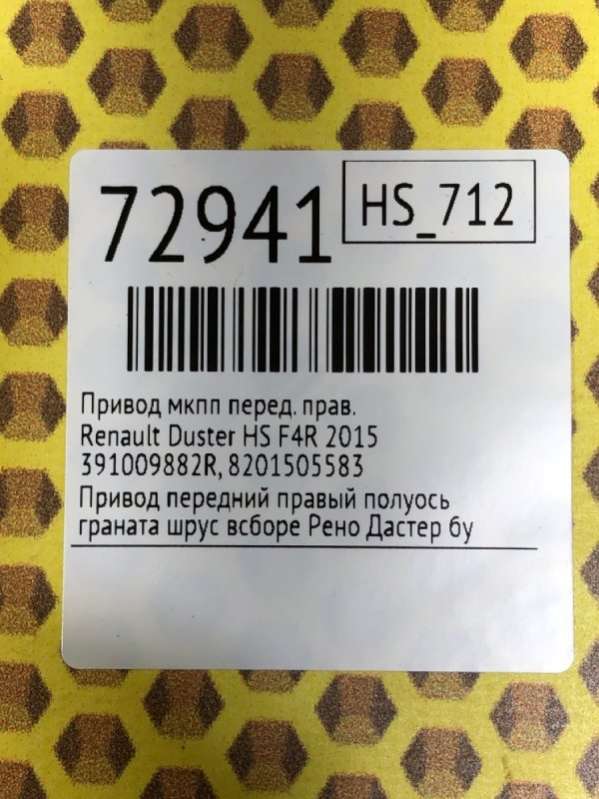 72941
HS_712
Привод мкпп перед. прав.
Renault Duster HS F4R 2015
391009882R, 8201505583
Привод передний правый полуось
граната шрус всборе Рено Дастер бу